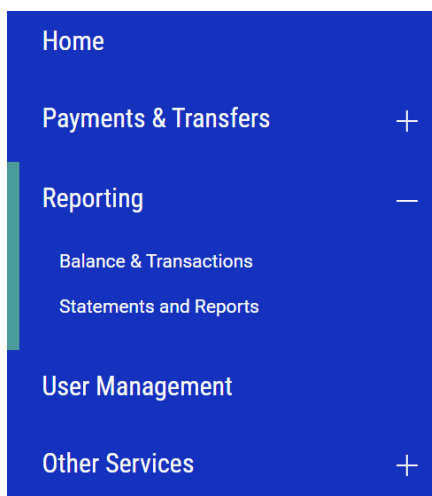 Home
Payments & Transfers
Reporting
Balance & Transactions
Statements and Reports
User Management
Other Services